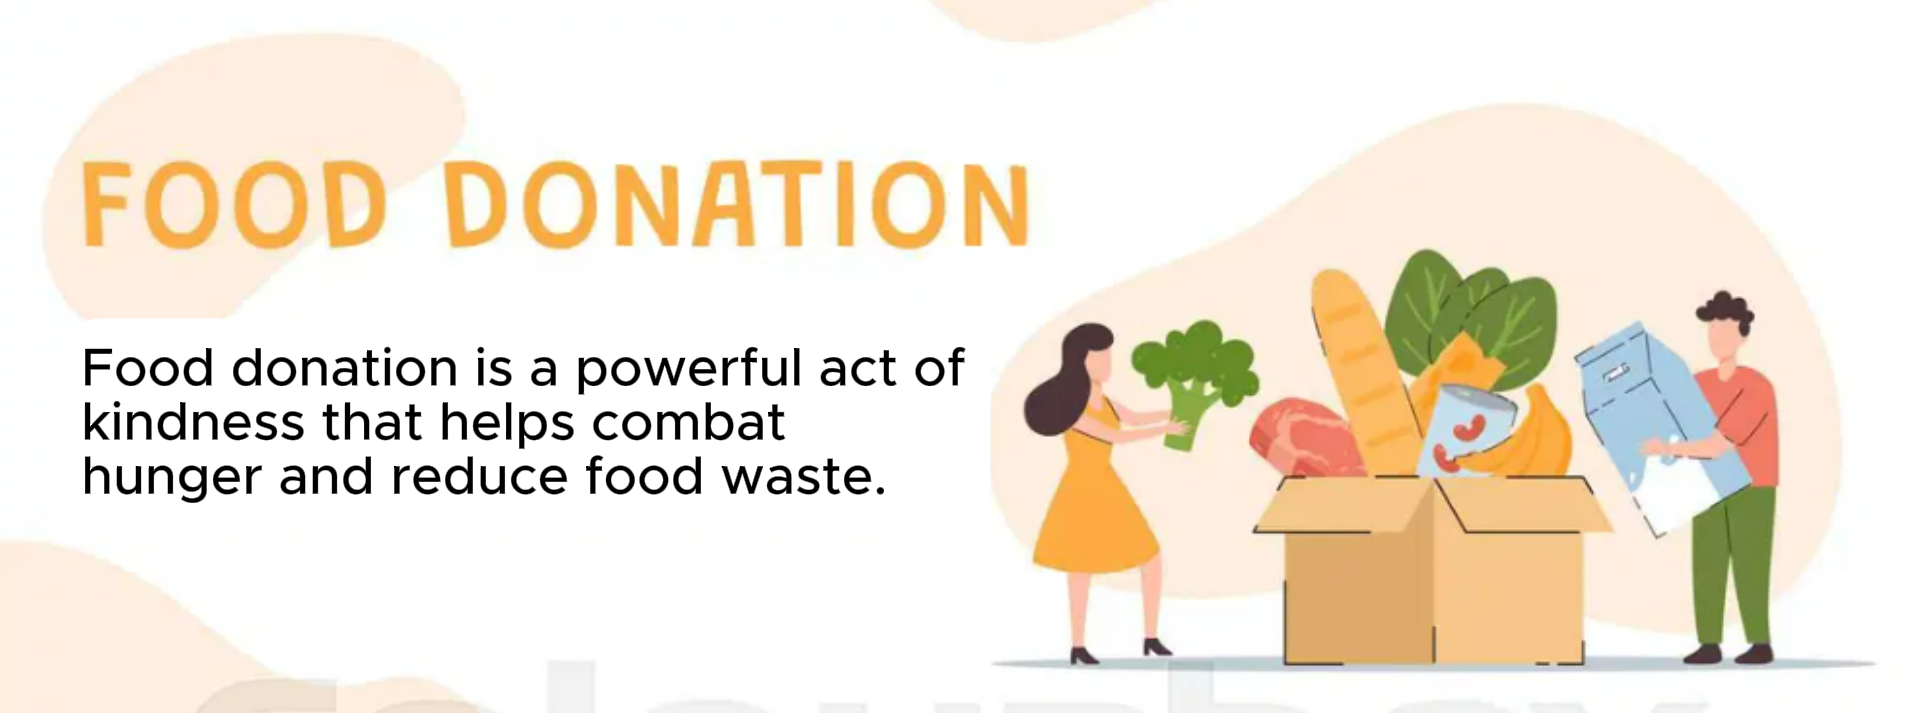 FOOD DONATION
Food donation is a powerful act of
kindness that helps combat
hunger and reduce food waste.